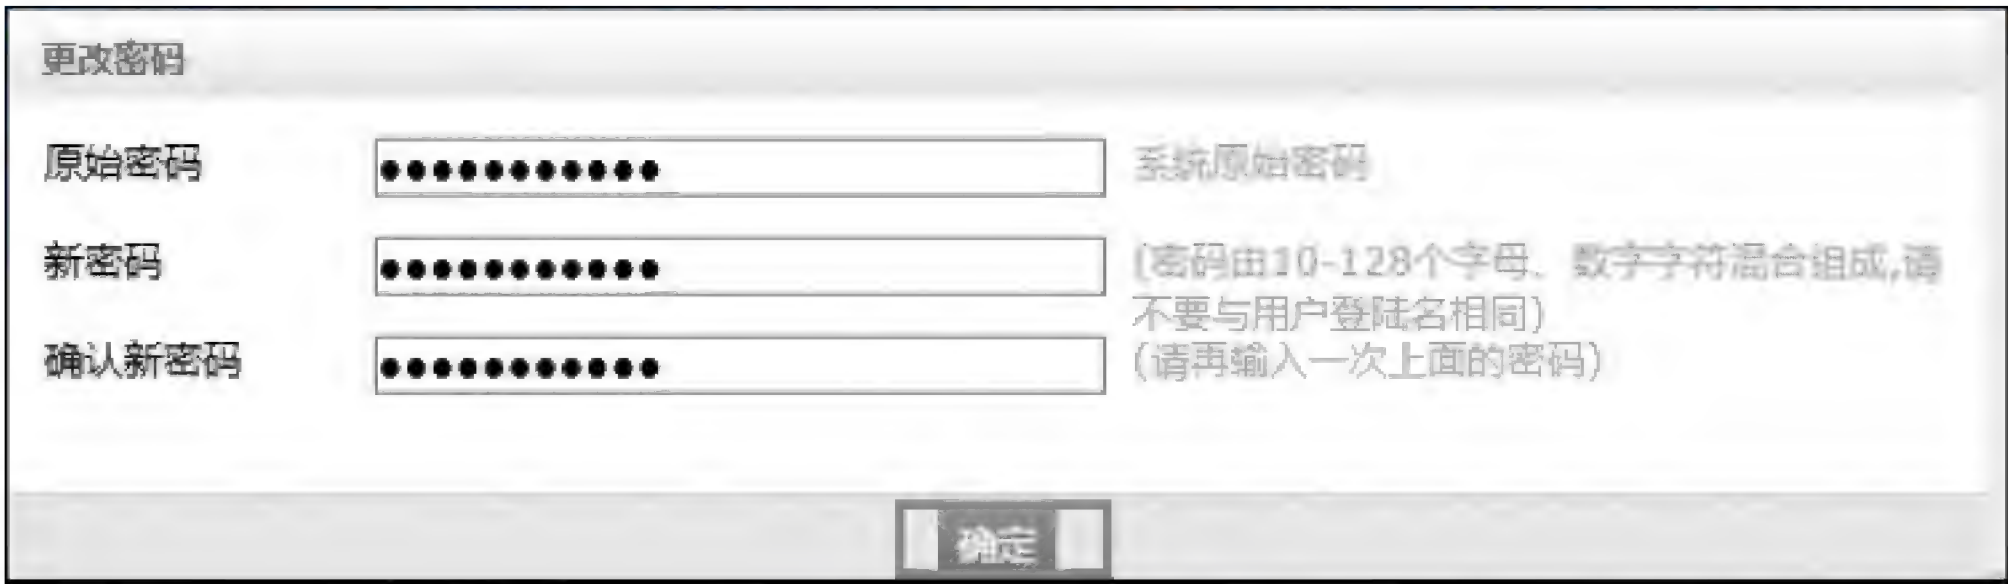 更改密码
原始密码 ●●●●●●●●●●● 系统原始密码
新密码 ●●●●●●●●●●● (密码由10-128个字母、数字字符混合组成,请
不要与用户登陆名相同)
确认新密码 ●●●●●●●●●●● (请再输入一次上面的密码)
确定